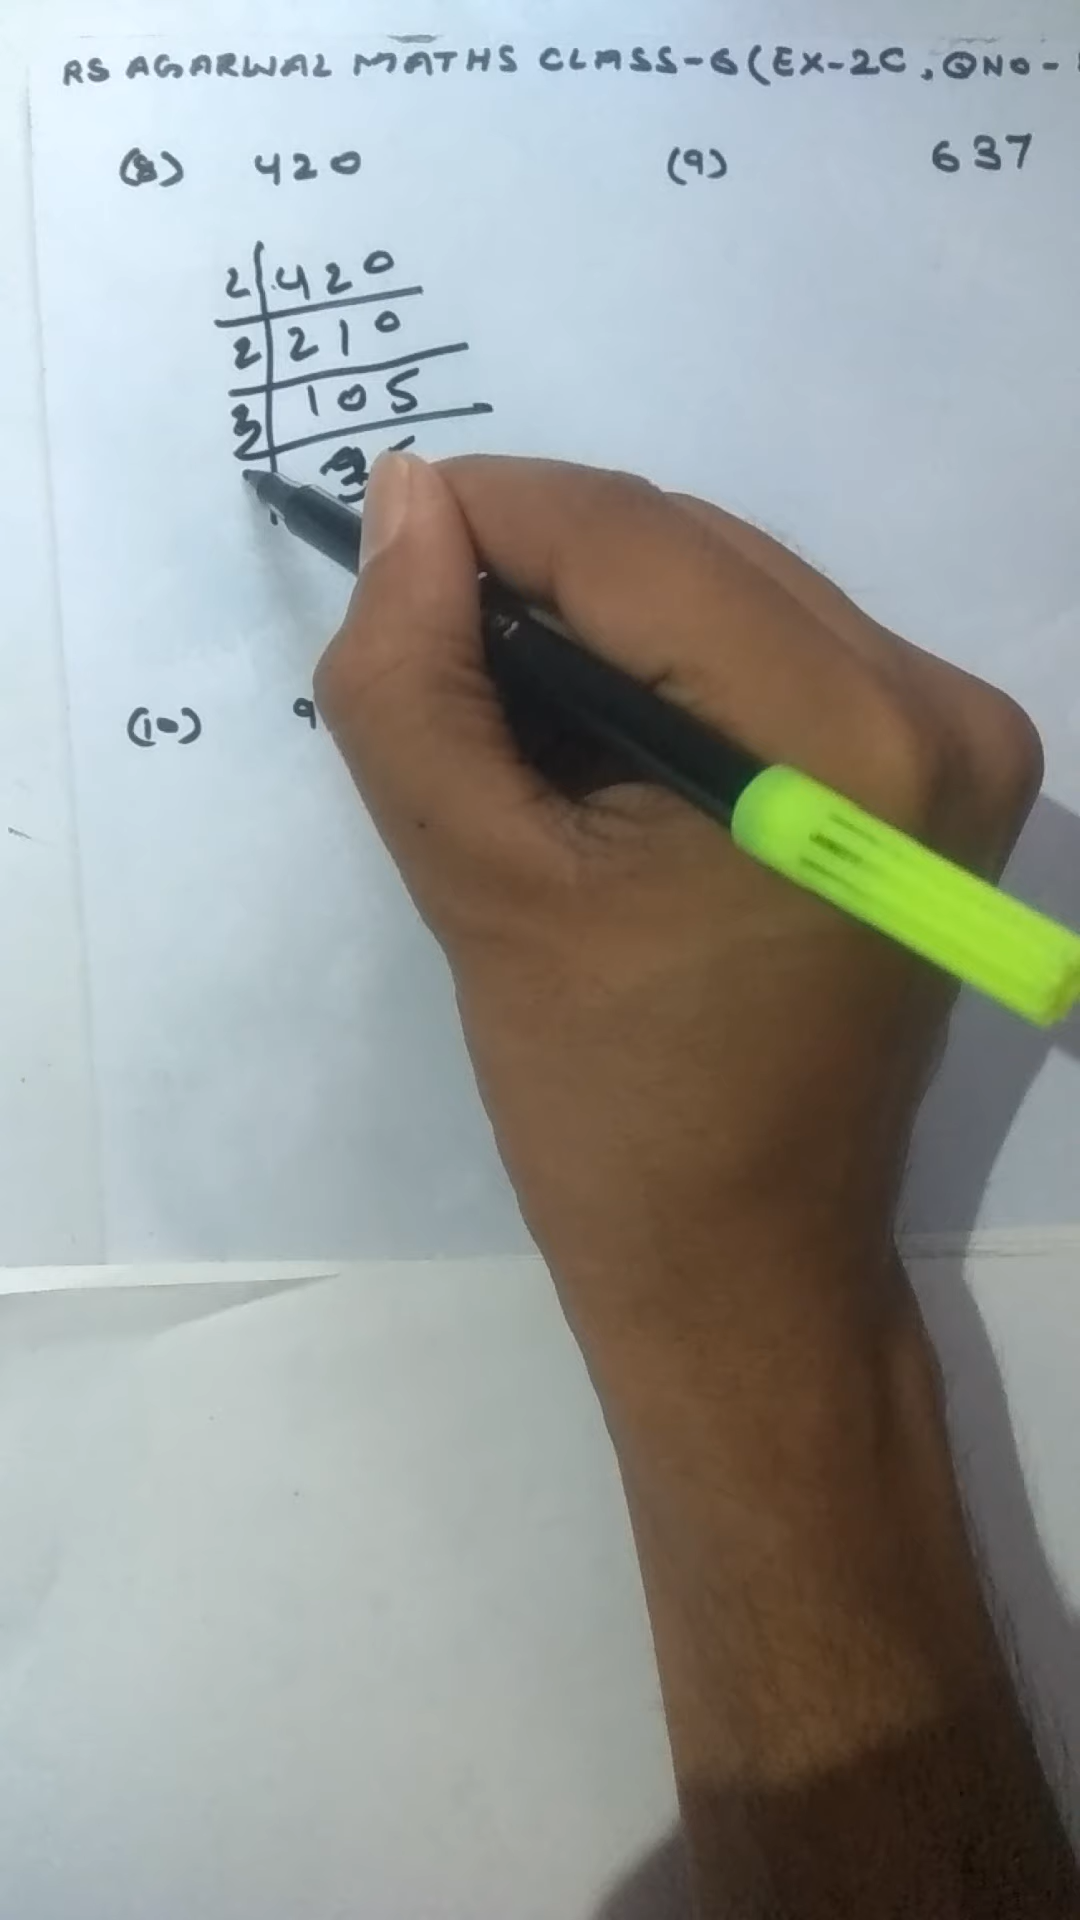 RS AGARWAL MATHS CLASS-6 (EX-2C, QNO -
(8) 420 (9) 637
2 420
2 210
3 105
(10) 9